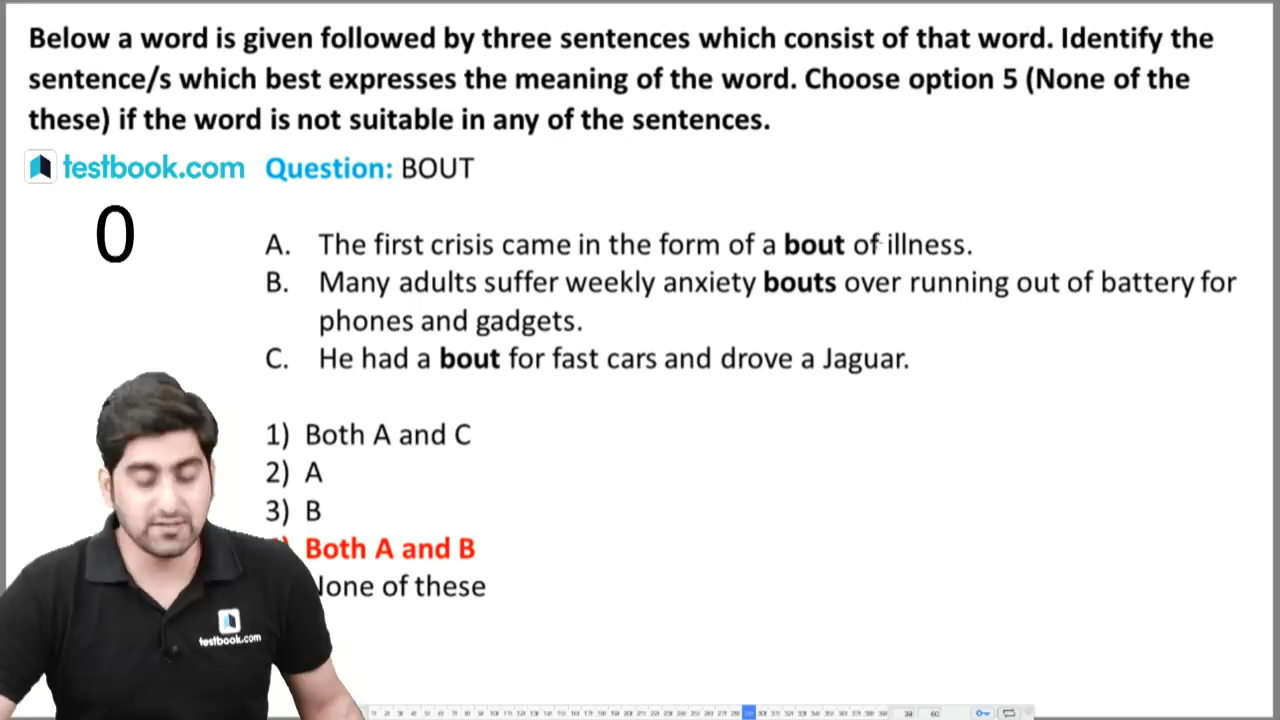 Below a word is given followed by three sentences which consist of that word. Identify the
sentence/s which best expresses the meaning of the word. Choose option 5 (None of the
these) if the word is not suitable in any of the sentences.
testbook.com Question: BOUT
0
A. The first crisis came in the form of a bout of illness.
B. Many adults suffer weekly anxiety bouts over running out of battery for
phones and gadgets.
C. He had a bout for fast cars and drove a Jaguar.
1) Both A and C
2) A
3) B
Both A and B
None of these
testbook.com